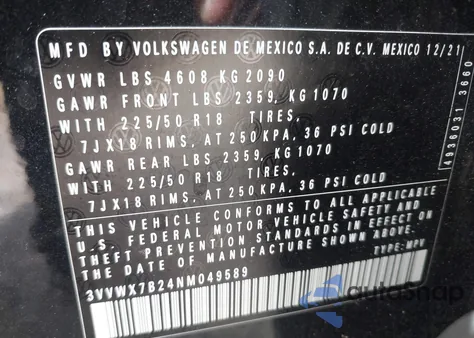 MFD BY VOLKSWAGEN DE MEXICO S.A. DE C.V. MEXICO 12/21
GVWR LBS 4608 KG 2090
GAWR FRONT LBS 2359, KG 1070
WITH 225/50 R18 TIRES,
7JX18 RIMS, AT 250 KPA, 36 PSI COLD
GAWR REAR LBS 2359, KG 1070
WITH 225/50 R18 TIRES,
7JX18 RIMS, AT 250 KPA, 36 PSI COLD
THIS VEHICLE CONFORMS TO ALL APPLICABLE
U.S. FEDERAL MOTOR VEHICLE SAFETY AND
THEFT PREVENTION STANDARDS IN EFFECT ON
THE DATE OF MANUFACTURE SHOWN ABOVE.
3VVWX7B24NM049589 TYPE: MPV
4936031 3660
autoSnap